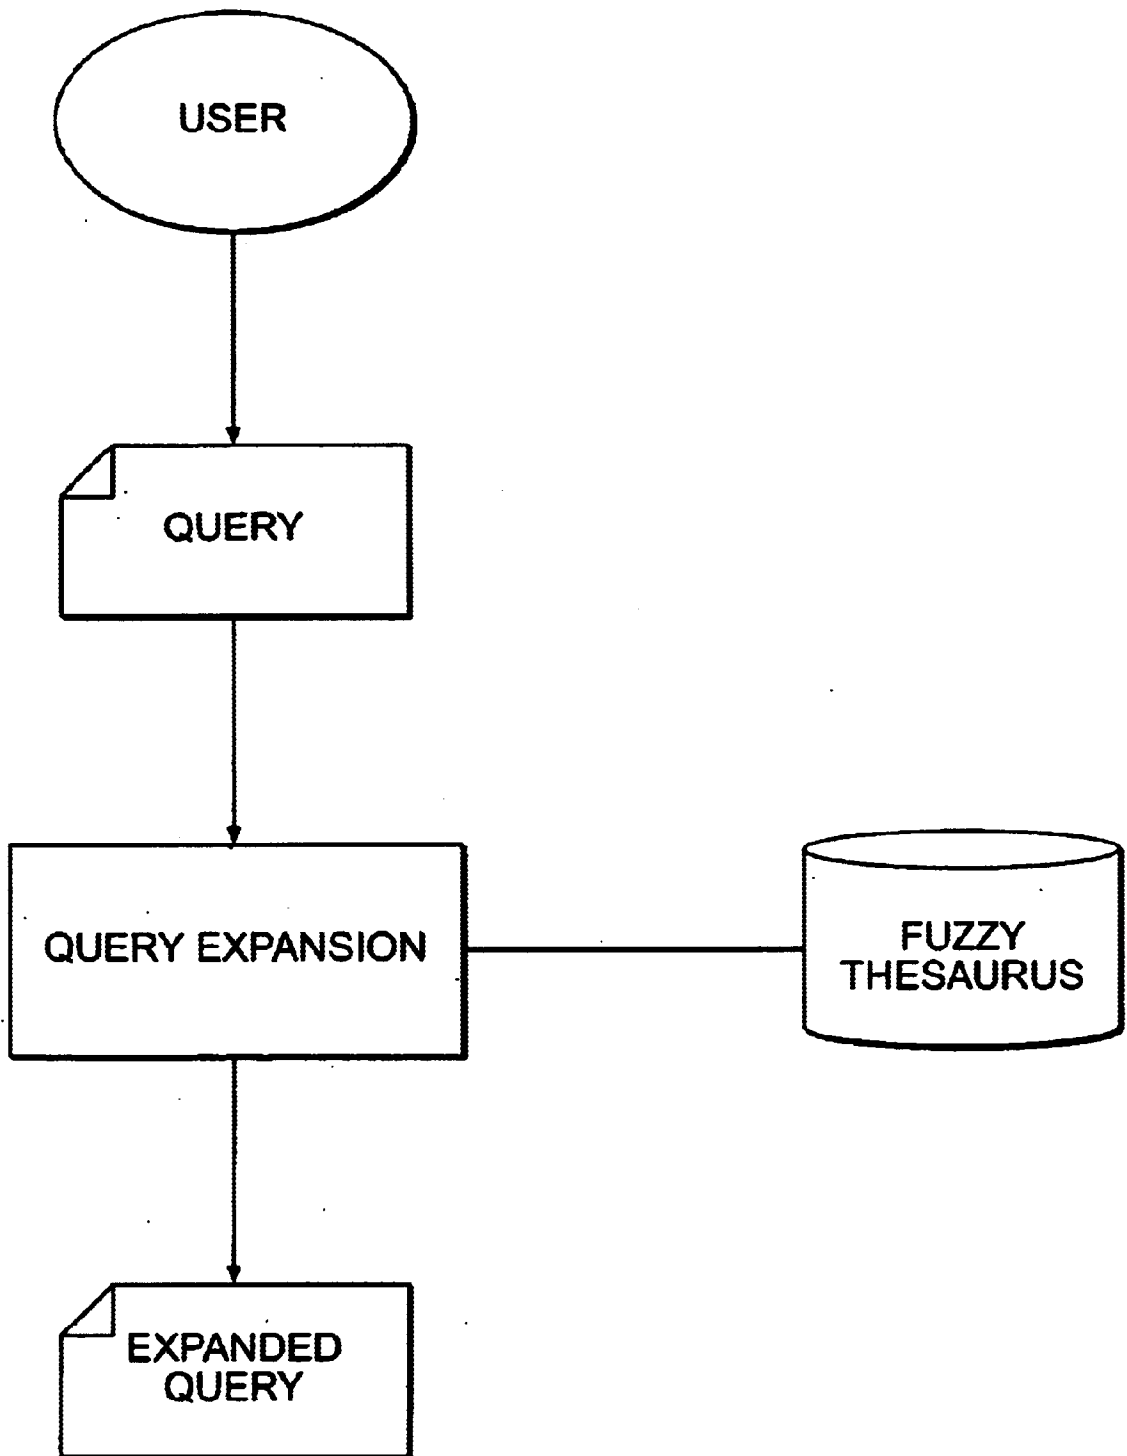 USER
QUERY
QUERY EXPANSION
FUZZY
THESAURUS
EXPANDED
QUERY